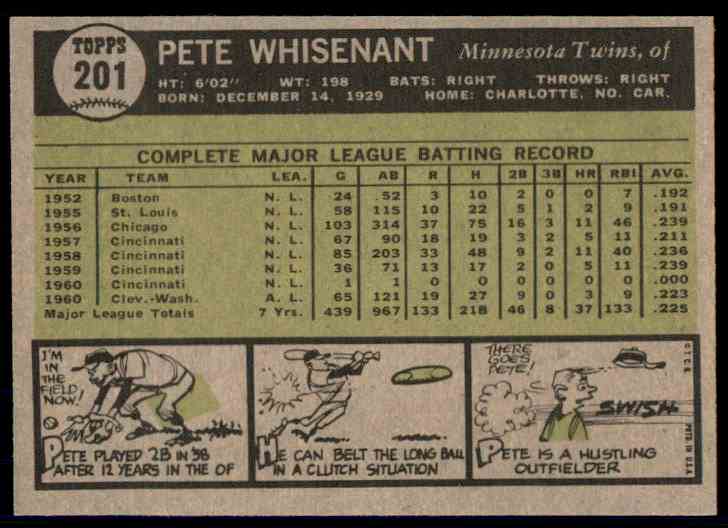 TOPPS
201
PETE WHISENANT Minnesota Twins, of
HT: 6'02" WT: 198 BATS: RIGHT THROWS: RIGHT
BORN: DECEMBER 14, 1929 HOME: CHARLOTTE, NO. CAR.
COMPLETE MAJOR LEAGUE BATTING RECORD
YEAR TEAM LEA. G AB R H 2B 3B HR RBI AVG.
1952 Boston N. L. 24 52 3 10 2 0 0 7 .192
1955 St. Louis N. L. 58 115 10 22 5 1 2 9 .191
1956 Chicago N. L. 103 314 37 75 16 3 11 46 .239
1957 Cincinnati N. L. 67 90 18 19 3 2 5 11 .211
1958 Cincinnati N. L. 85 203 33 48 9 2 11 40 .236
1959 Cincinnati N. L. 36 71 13 17 2 0 5 11 .239
1960 Cincinnati N. L. 1 1 0 0 0 0 0 0 .000
1960 Clev.-Wash. A. L. 65 121 19 27 9 0 3 9 .223
Major League Totals 7 Yrs. 439 967 133 218 46 8 37 133 .225
I'M
IN
THE
FIELD
NOW!
PETE PLAYED 2B IN '58
AFTER 12 YEARS IN THE OF
HE CAN BELT THE LONG BALL
IN A CLUTCH SITUATION
THERE
GOES
PETE!
SWISH
PETE IS A HUSTLING
OUTFIELDER
© T.C.G. PRTD. IN U.S.A.